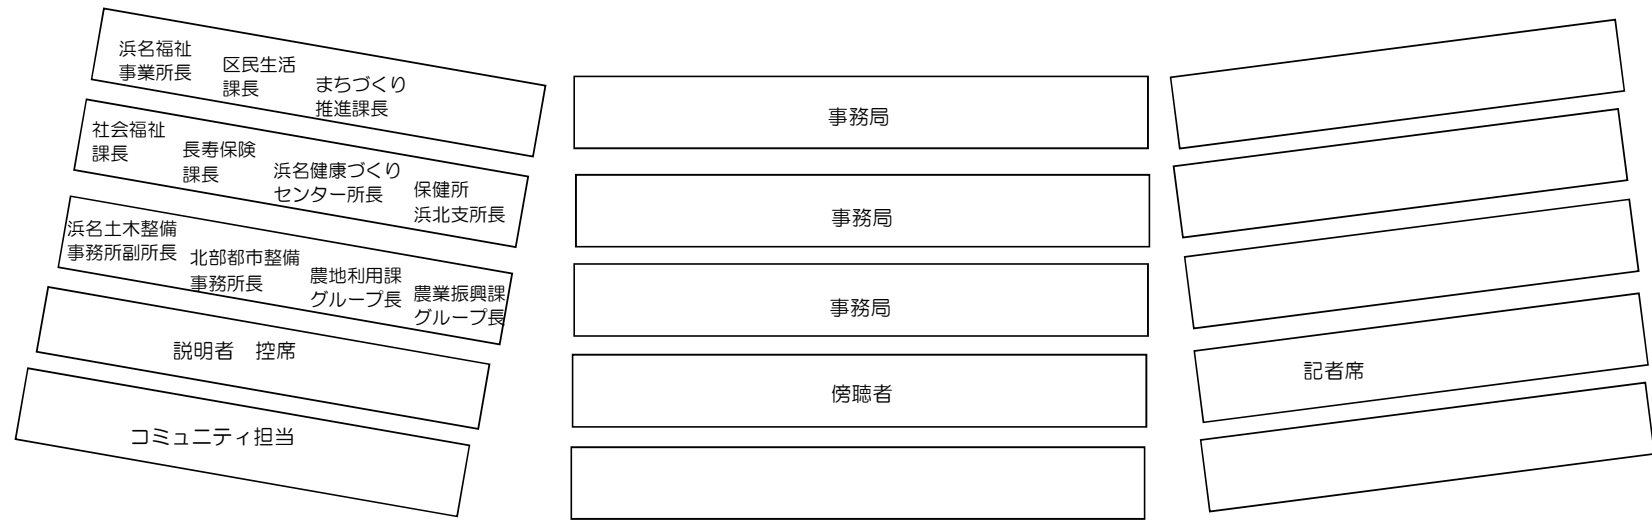 浜名福祉
事業所長
区民生活
課長
まちづくり
推進課長
社会福祉
課長
長寿保険
課長
浜名健康づくり
センター所長
保健所
浜北支所長
浜名土木整備
事務所副所長
北部都市整備
事務所長
農地利用課
グループ長
農業振興課
グループ長
説明者　控席
コミュニティ担当
事務局
事務局
事務局
傍聴者
記者席